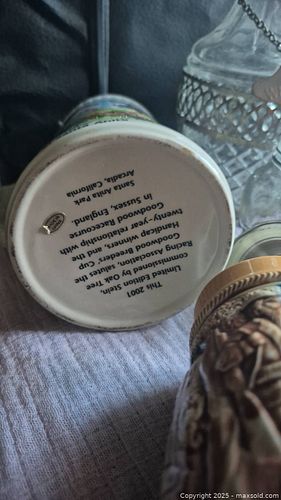 This 2001
Limited Edition Stein,
commissioned by Oak Tree
Racing Association, salutes the
Goodwood Breeders' Cup
Handicap winners, and the
twenty-year relationship with
Goodwood Racecourse
in Sussex, England
Santa Anita Park
Arcadia, California
Copyright 2025 - maxsold.com